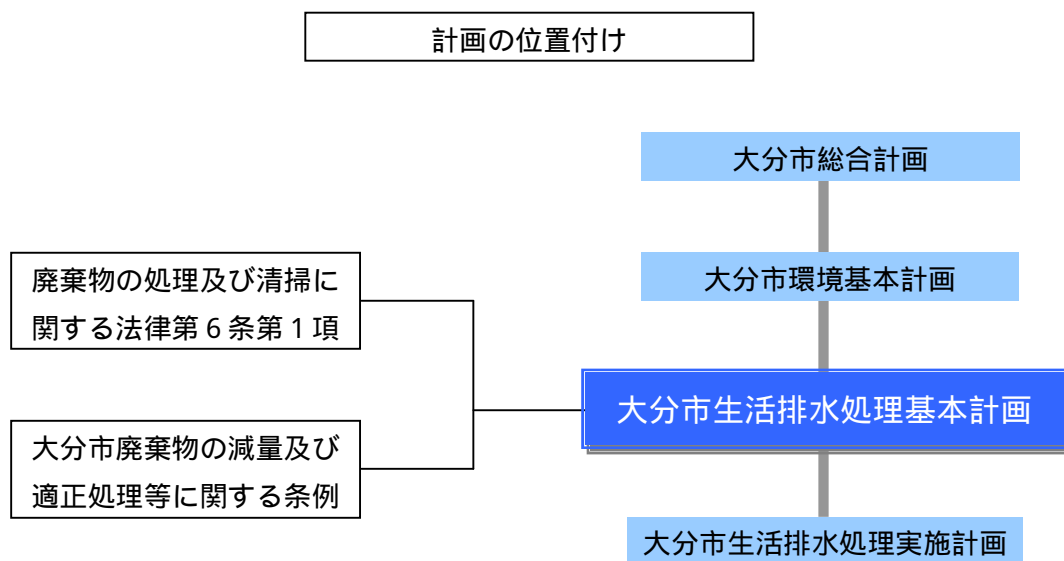 計画の位置付け
大分市総合計画
大分市環境基本計画
廃棄物の処理及び清掃に
関する法律第６条第１項
大分市生活排水処理基本計画
大分市廃棄物の減量及び
適正処理等に関する条例
大分市生活排水処理実施計画